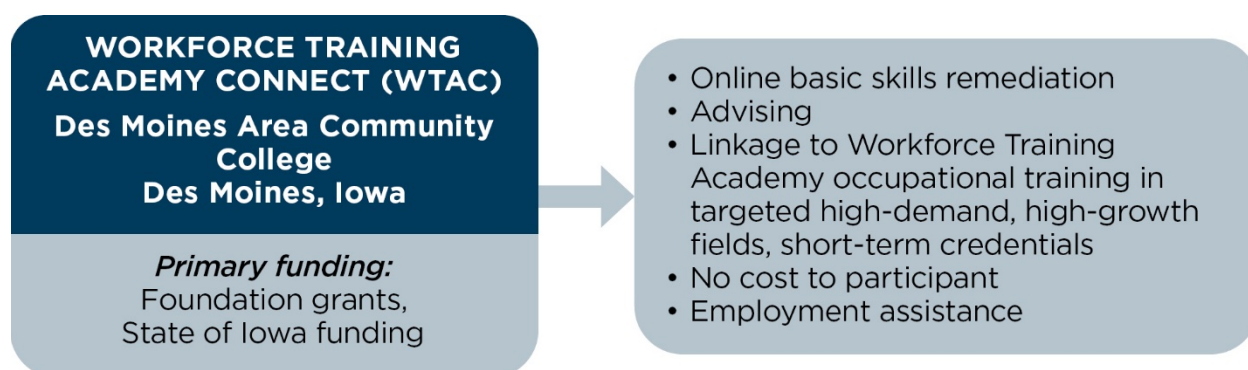 WORKFORCE TRAINING
ACADEMY CONNECT (WTAC)
Des Moines Area Community
College
Des Moines, Iowa
Primary funding:
Foundation grants,
State of Iowa funding
• Online basic skills remediation
• Advising
• Linkage to Workforce Training
Academy occupational training in
targeted high-demand, high-growth
fields, short-term credentials
• No cost to participant
• Employment assistance